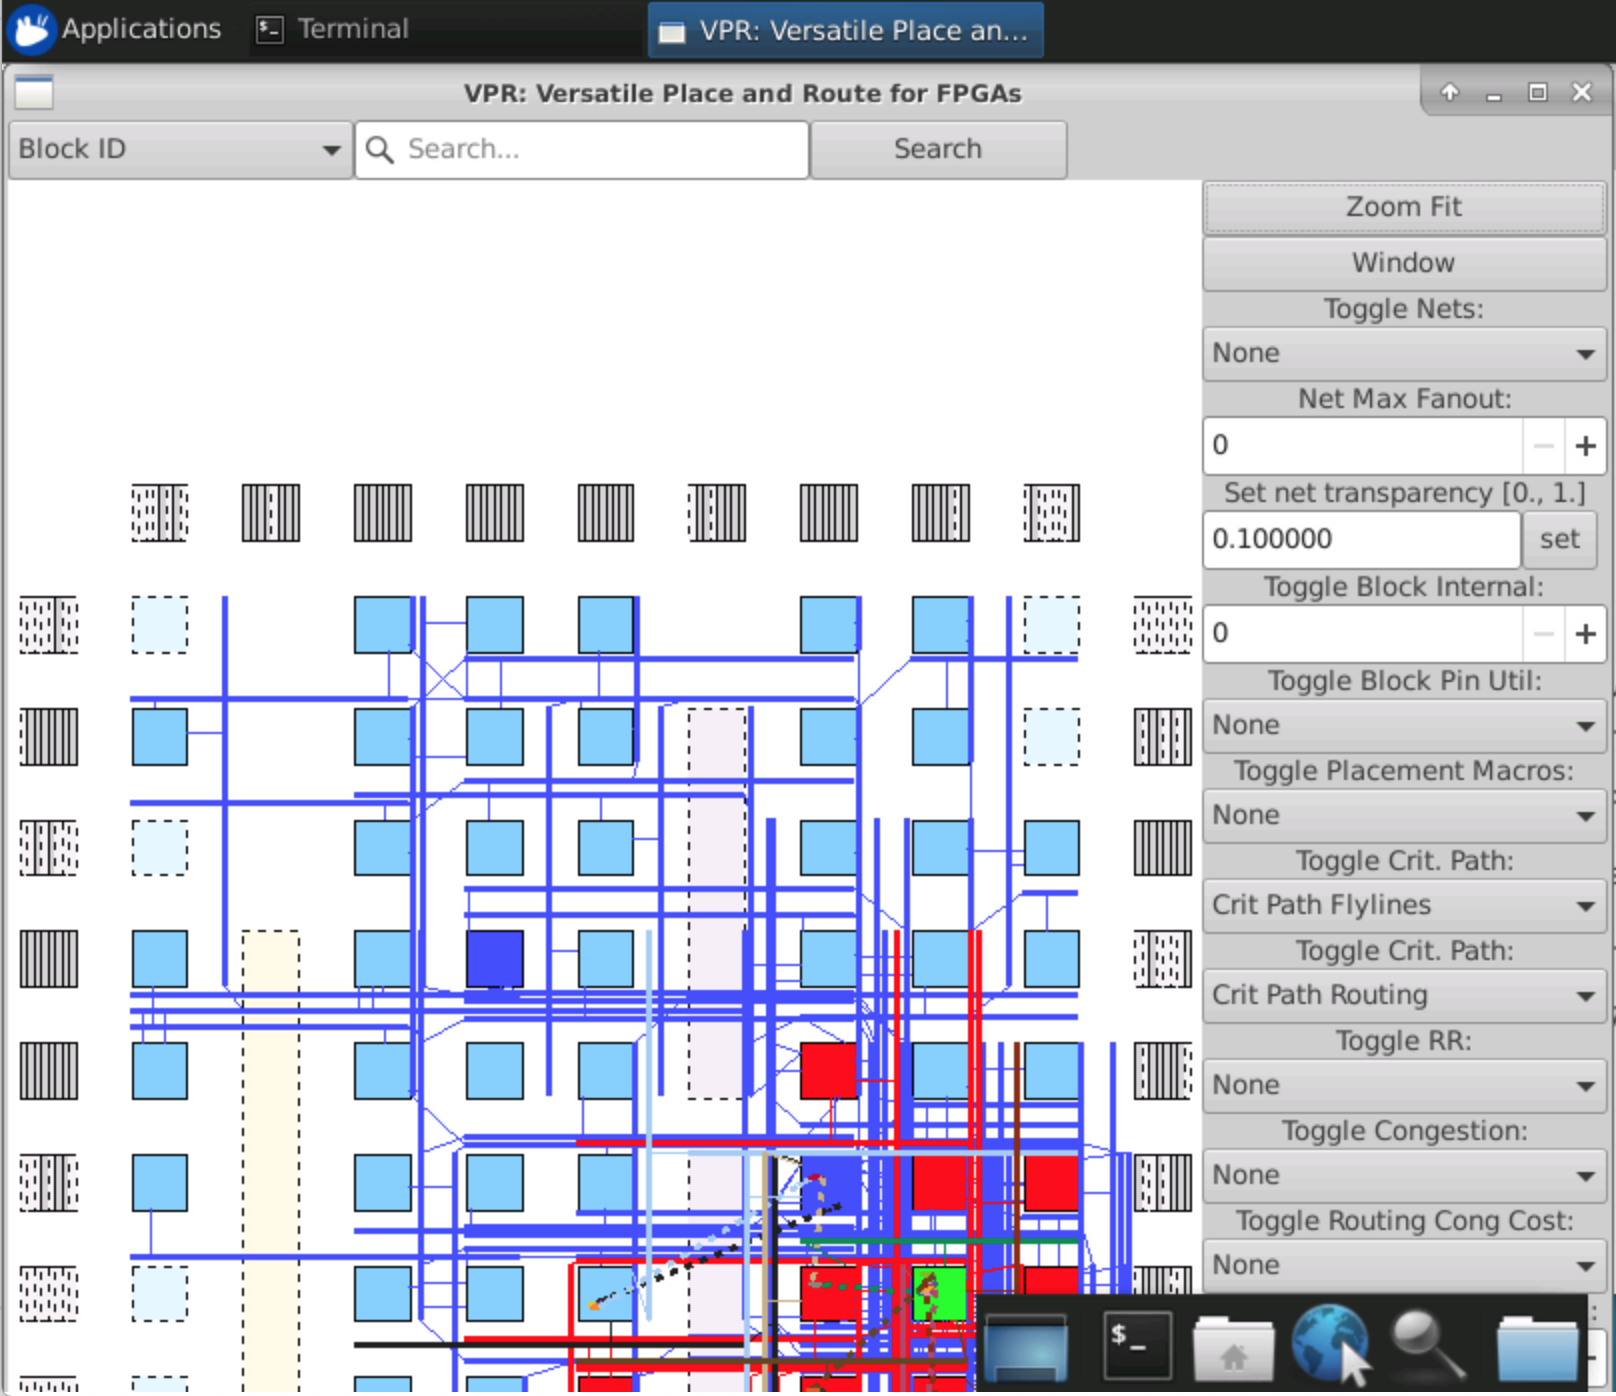 Applications
Terminal
VPR: Versatile Place an...
VPR: Versatile Place and Route for FPGAs
Block ID
Search...
Search
Zoom Fit
Window
Toggle Nets:
None
Net Max Fanout:
0
Set net transparency [0., 1.]
0.100000
set
Toggle Block Internal:
0
Toggle Block Pin Util:
None
Toggle Placement Macros:
None
Toggle Crit. Path:
Crit Path Flylines
Toggle Crit. Path:
Crit Path Routing
Toggle RR:
None
Toggle Congestion:
None
Toggle Routing Cong Cost:
None